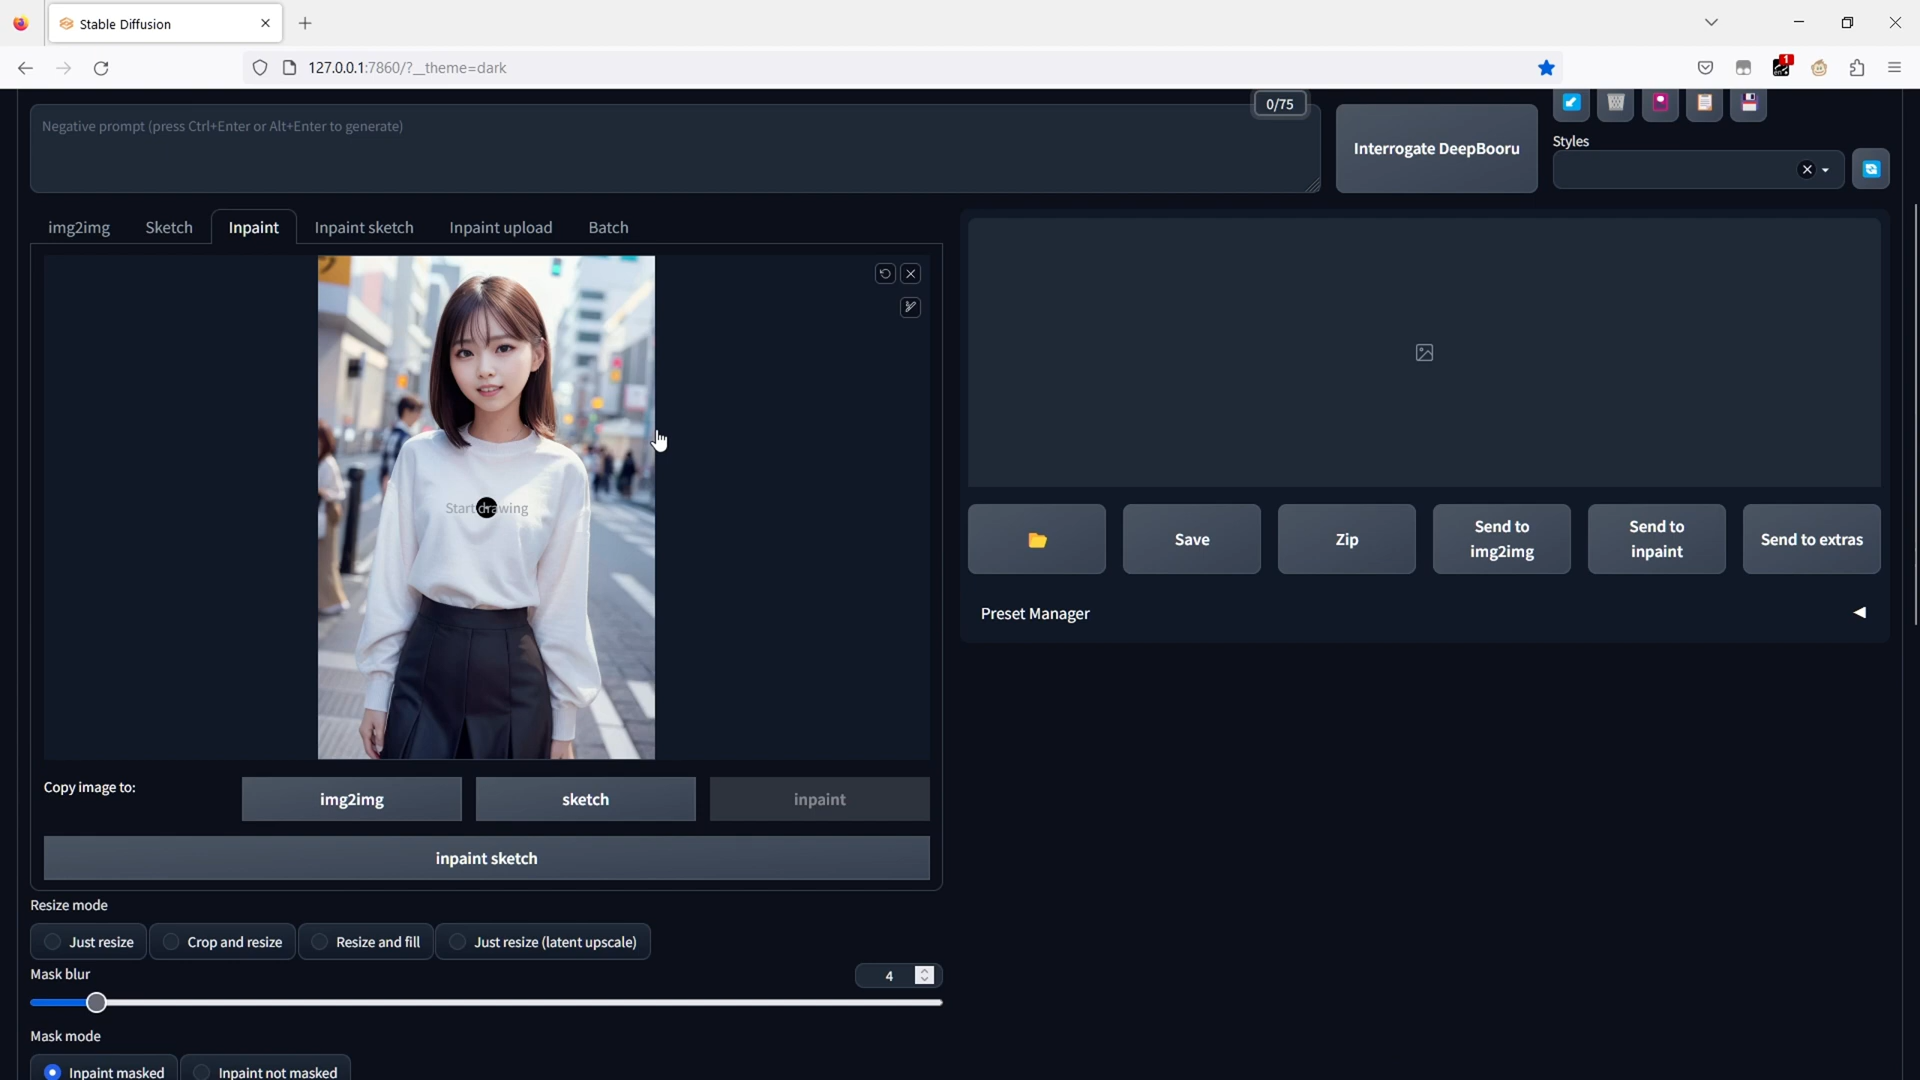 Stable Diffusion
127.0.0.1:7860/?__theme=dark
1
0/75
Negative prompt (press Ctrl+Enter or Alt+Enter to generate)
Interrogate DeepBooru
Styles
img2img
Sketch
Inpaint
Inpaint sketch
Inpaint upload
Batch
Start drawing
Save
Zip
Send to
img2img
Send to
inpaint
Send to extras
Preset Manager
Copy image to:
img2img
sketch
inpaint
inpaint sketch
Resize mode
Just resize
Crop and resize
Resize and fill
Just resize (latent upscale)
Mask blur
4
Mask mode
Inpaint masked
Inpaint not masked